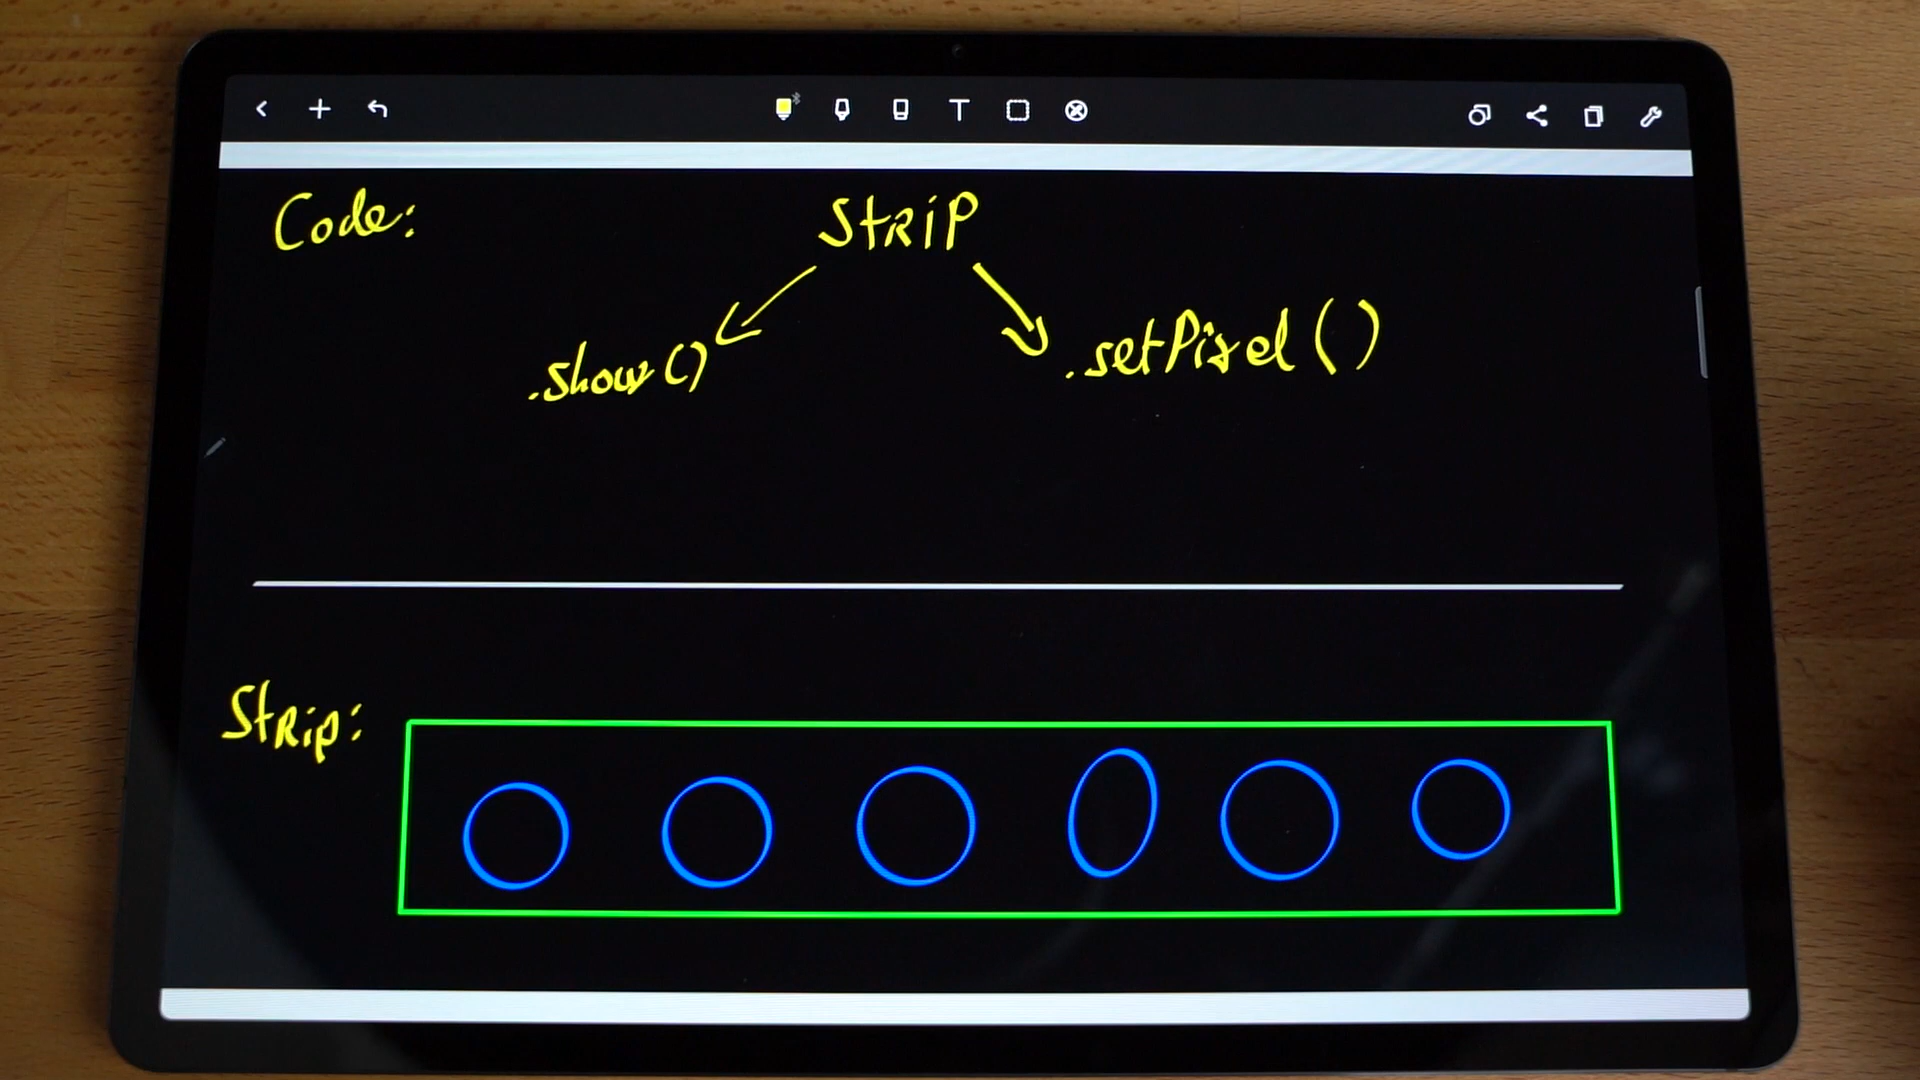 Code:
StRiP
.show()
.setPixel()
StRip: